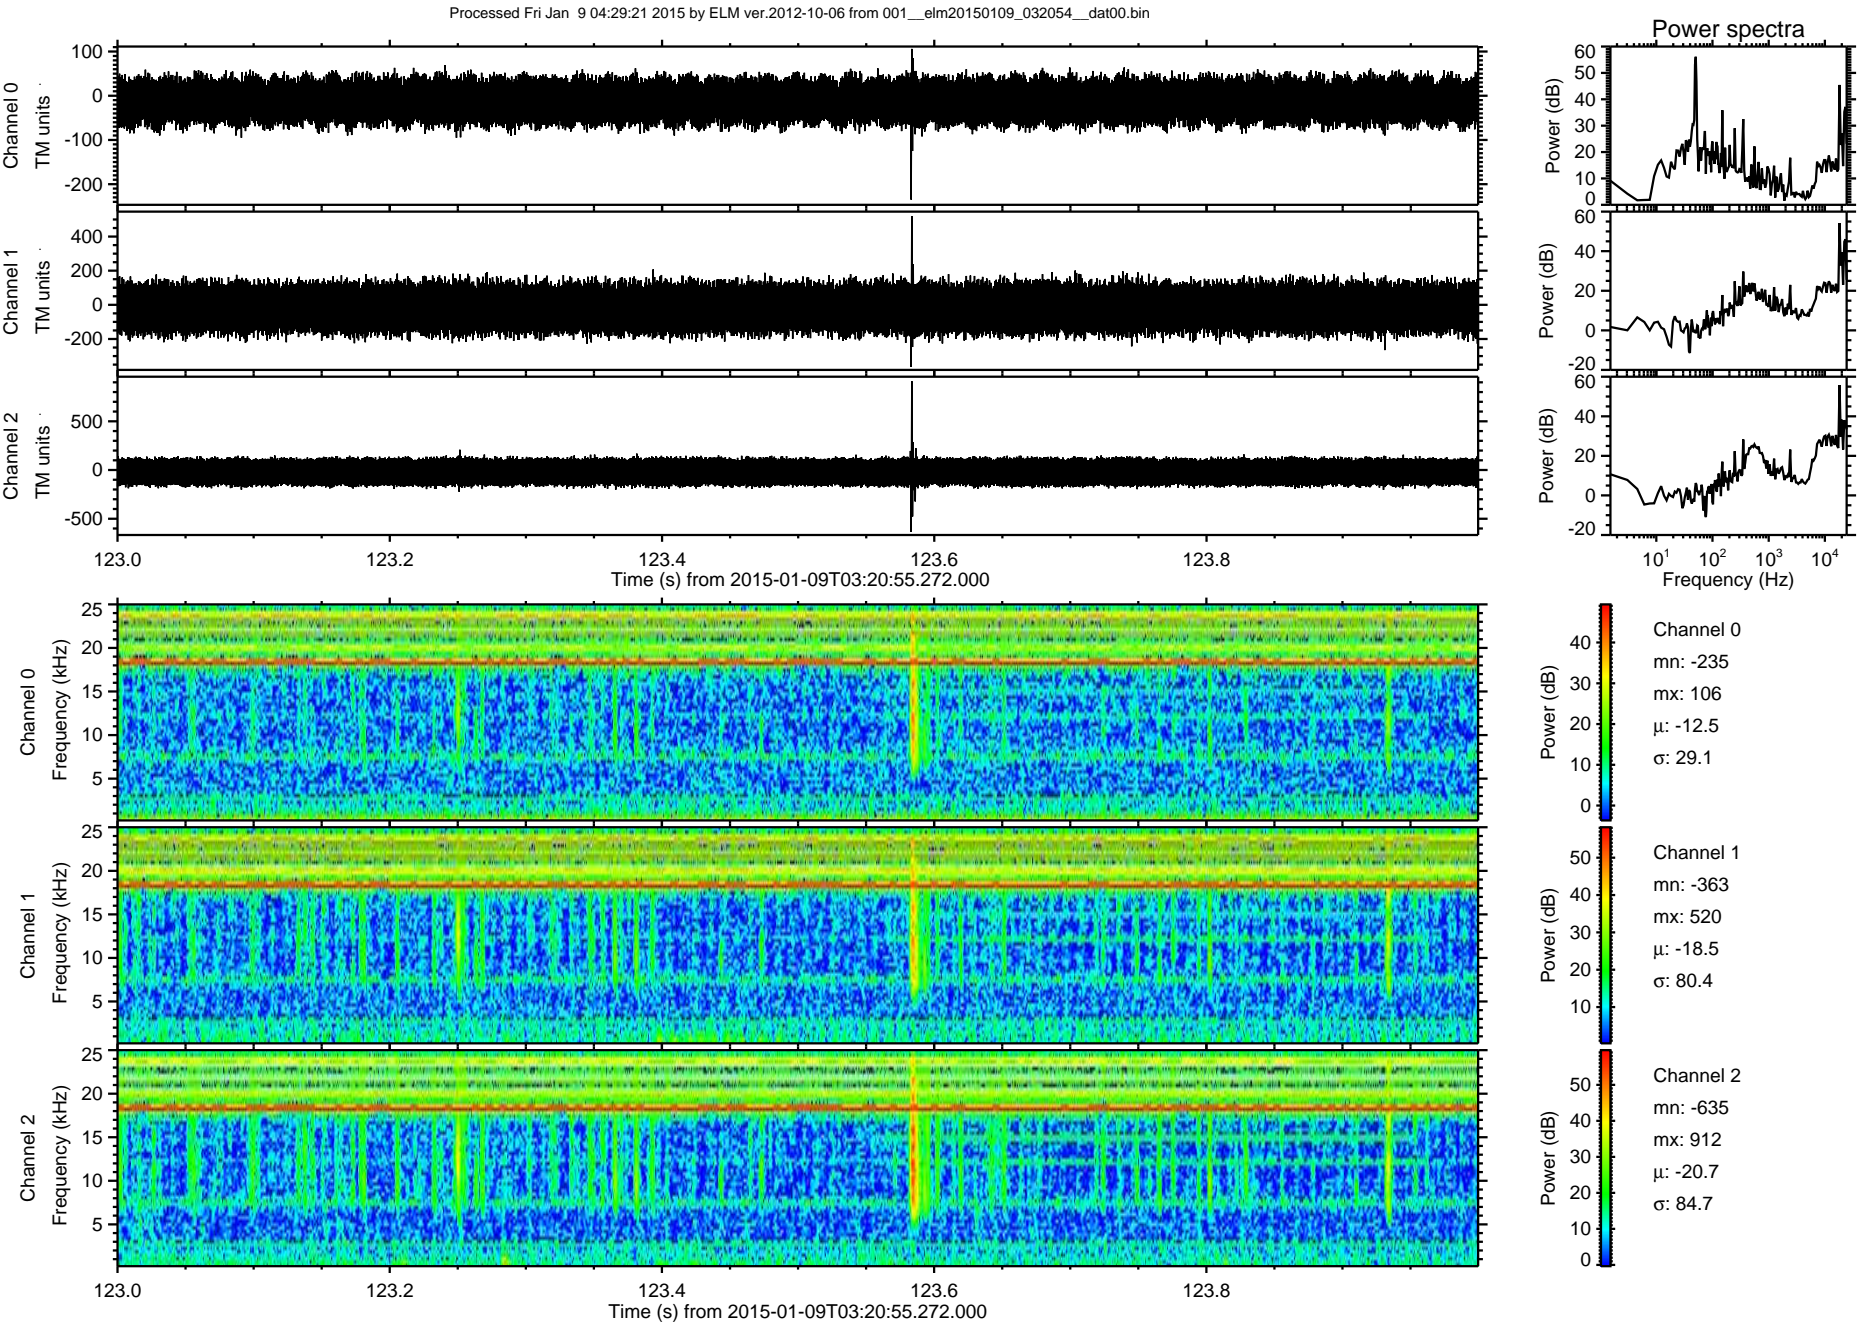 Processed Fri Jan  9 04:29:21 2015 by ELM ver.2012-10-06 from 001__elm20150109_032054__dat00.bin
Power spectra
Channel 0
TM units
100
0
-100
-200
Power (dB)
60
50
40
30
20
10
0
Channel 1
TM units
400
200
0
-200
Power (dB)
60
40
20
0
-20
Channel 2
TM units
500
0
-500
Power (dB)
60
40
20
0
-20
123.0
123.2
123.4
123.6
123.8
Time (s) from 2015-01-09T03:20:55.272.000
10^1
10^2
10^3
10^4
Frequency (Hz)
Channel 0
Frequency (kHz)
25
20
15
10
5
Power (dB)
40
30
20
10
0
Channel 0
mn: -235
mx: 106
μ: -12.5
σ: 29.1
Channel 1
Frequency (kHz)
25
20
15
10
5
Power (dB)
50
40
30
20
10
Channel 1
mn: -363
mx: 520
μ: -18.5
σ: 80.4
Channel 2
Frequency (kHz)
25
20
15
10
5
Power (dB)
50
40
30
20
10
0
Channel 2
mn: -635
mx: 912
μ: -20.7
σ: 84.7
123.0
123.2
123.4
123.6
123.8
Time (s) from 2015-01-09T03:20:55.272.000